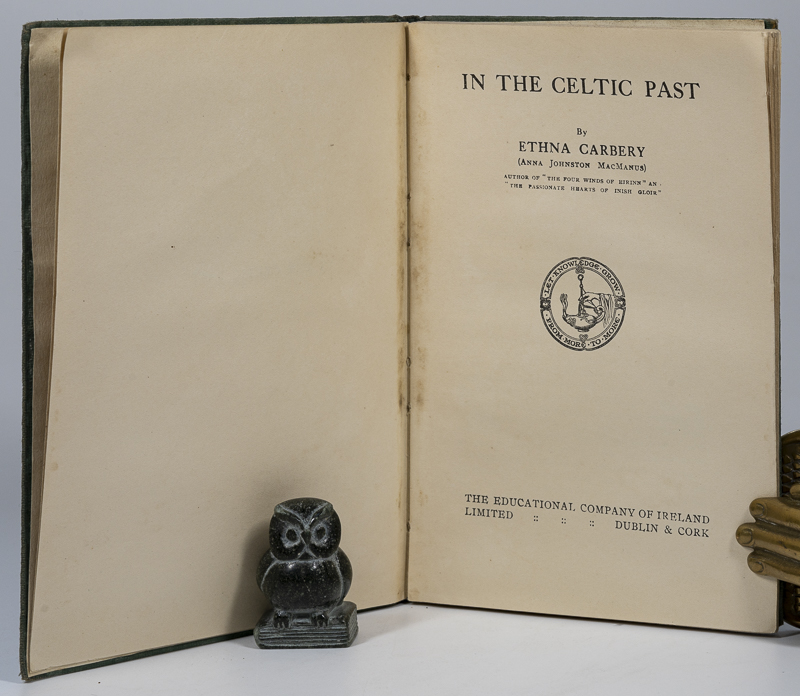 IN THE CELTIC PAST
By
ETHNA CARBERY
(ANNA JOHNSTON MACMANUS)
AUTHOR OF "THE FOUR WINDS OF EIRINN" AN
"THE PASSIONATE HEARTS OF INISH GLOIR"
LET · KNOWLEDGE · GROW ·
· FROM · MORE · TO · MORE ·
THE EDUCATIONAL COMPANY OF IRELAND
LIMITED :: :: :: DUBLIN & CORK